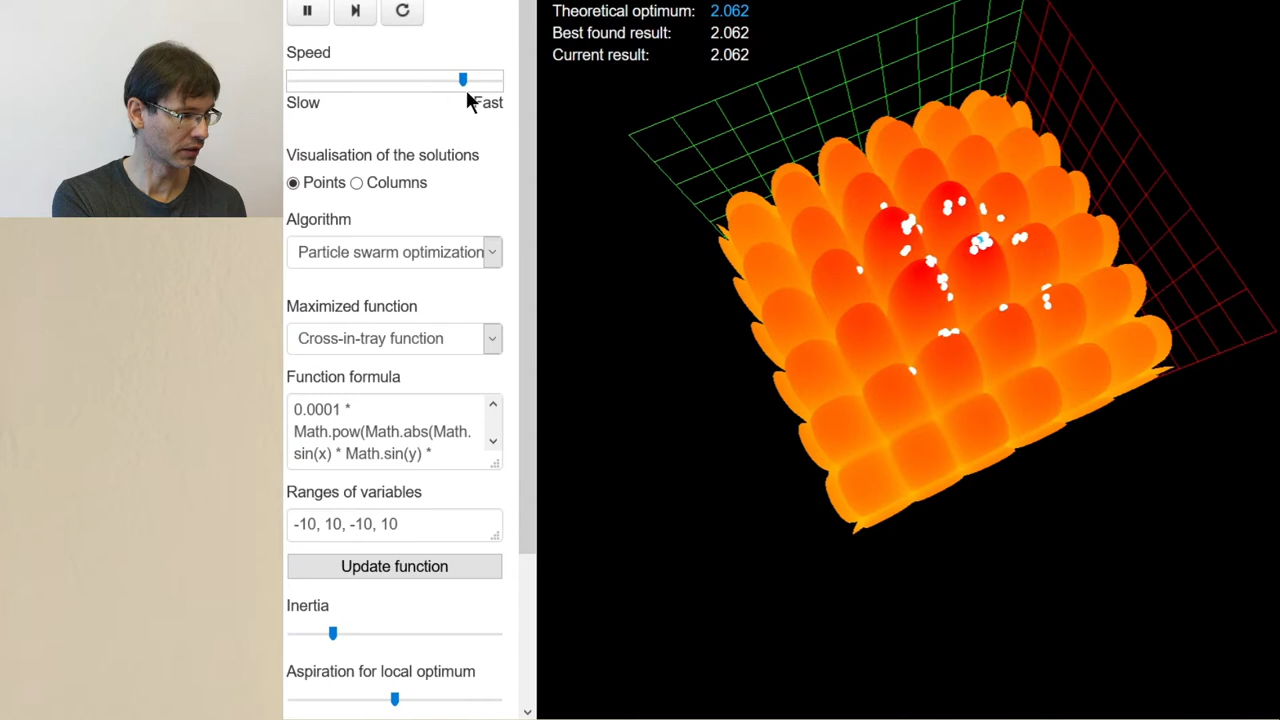 Speed
Slow Fast
Visualisation of the solutions
Points Columns
Algorithm
Particle swarm optimization
Maximized function
Cross-in-tray function
Function formula
0.0001 *
Math.pow(Math.abs(Math.
sin(x) * Math.sin(y) *
Ranges of variables
-10, 10, -10, 10
Update function
Inertia
Aspiration for local optimum
Theoretical optimum: 2.062
Best found result: 2.062
Current result: 2.062